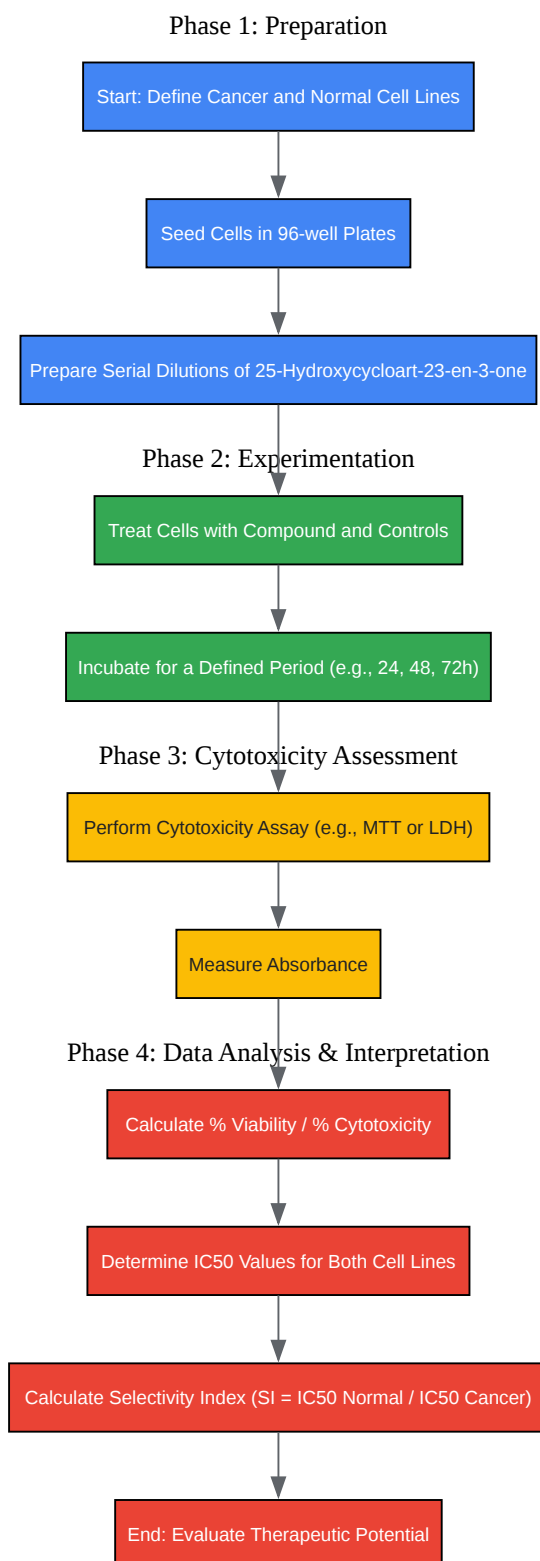 Phase 1: Preparation
Start: Define Cancer and Normal Cell Lines
Seed Cells in 96-well Plates
Prepare Serial Dilutions of 25-Hydroxycycloart-23-en-3-one
Phase 2: Experimentation
Treat Cells with Compound and Controls
Incubate for a Defined Period (e.g., 24, 48, 72h)
Phase 3: Cytotoxicity Assessment
Perform Cytotoxicity Assay (e.g., MTT or LDH)
Measure Absorbance
Phase 4: Data Analysis & Interpretation
Calculate % Viability / % Cytotoxicity
Determine IC50 Values for Both Cell Lines
Calculate Selectivity Index (SI = IC50 Normal / IC50 Cancer)
End: Evaluate Therapeutic Potential